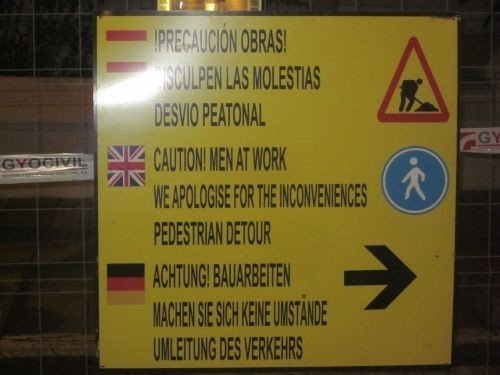 !PRECAUCIÓN OBRAS!
DISCULPEN LAS MOLESTIAS
DESVIO PEATONAL
GYOCIVIL
CAUTION! MEN AT WORK
WE APOLOGISE FOR THE INCONVENIENCES
PEDESTRIAN DETOUR
ACHTUNG! BAUARBEITEN
MACHEN SIE SICH KEINE UMSTÄNDE
UMLEITUNG DES VERKEHRS